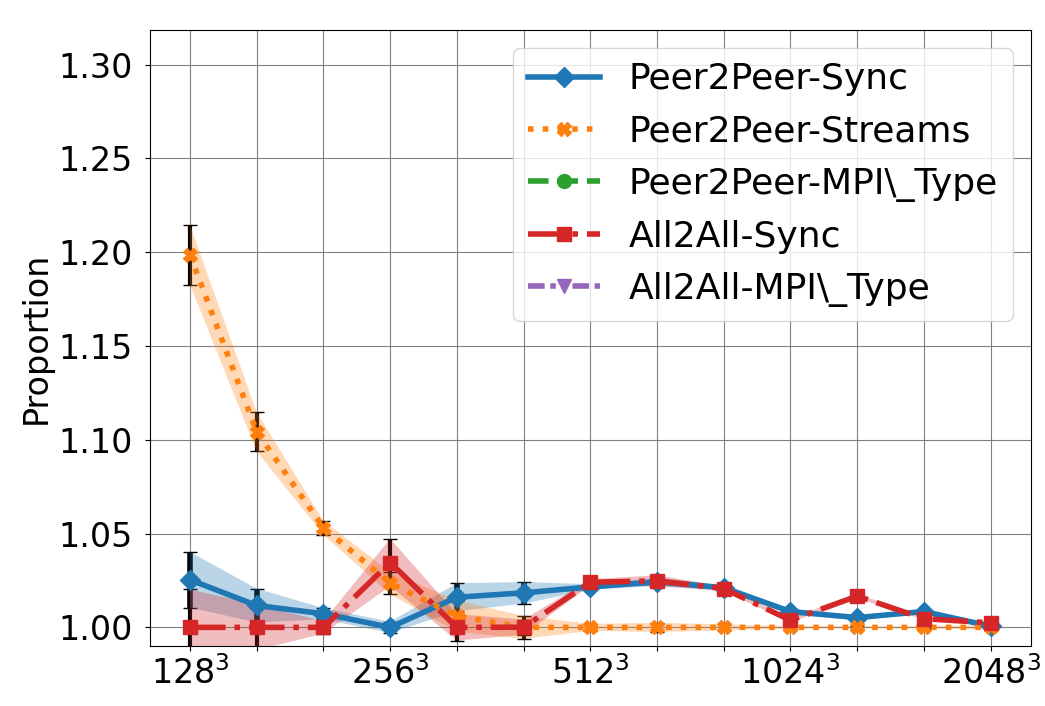 Proportion
1.30
1.25
1.20
1.15
1.10
1.05
1.00
128³
256³
512³
1024³
2048³
Peer2Peer-Sync
Peer2Peer-Streams
Peer2Peer-MPI\_Type
All2All-Sync
All2All-MPI\_Type